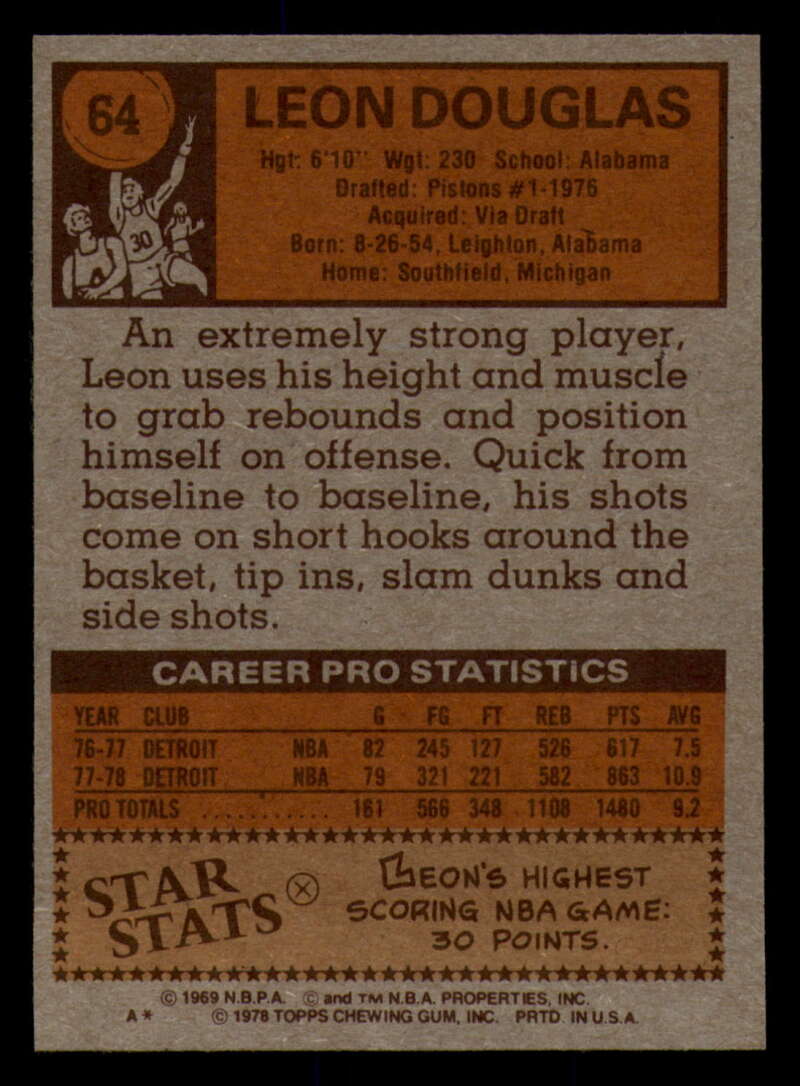 64
LEON DOUGLAS
Hgt: 6'10" Wgt: 230 School: Alabama
Drafted: Pistons #1-1976
Acquired: Via Draft
Born: 8-26-54, Leighton, Alabama
Home: Southfield, Michigan
30
An extremely strong player,
Leon uses his height and muscle
to grab rebounds and position
himself on offense. Quick from
baseline to baseline, his shots
come on short hooks around the
basket, tip ins, slam dunks and
side shots.
CAREER PRO STATISTICS
YEAR CLUB G FG FT REB PTS AVG
76-77 DETROIT NBA 82 245 127 526 617 7.5
77-78 DETROIT NBA 79 321 221 582 863 10.9
PRO TOTALS ........... 161 566 348 1108 1480 9.2
STAR
STATS
LEON'S HIGHEST
SCORING NBA GAME:
30 POINTS.
© 1969 N.B.P.A. © and TM N.B.A. PROPERTIES, INC.
A* © 1978 TOPPS CHEWING GUM, INC. PRTD. IN U.S.A.